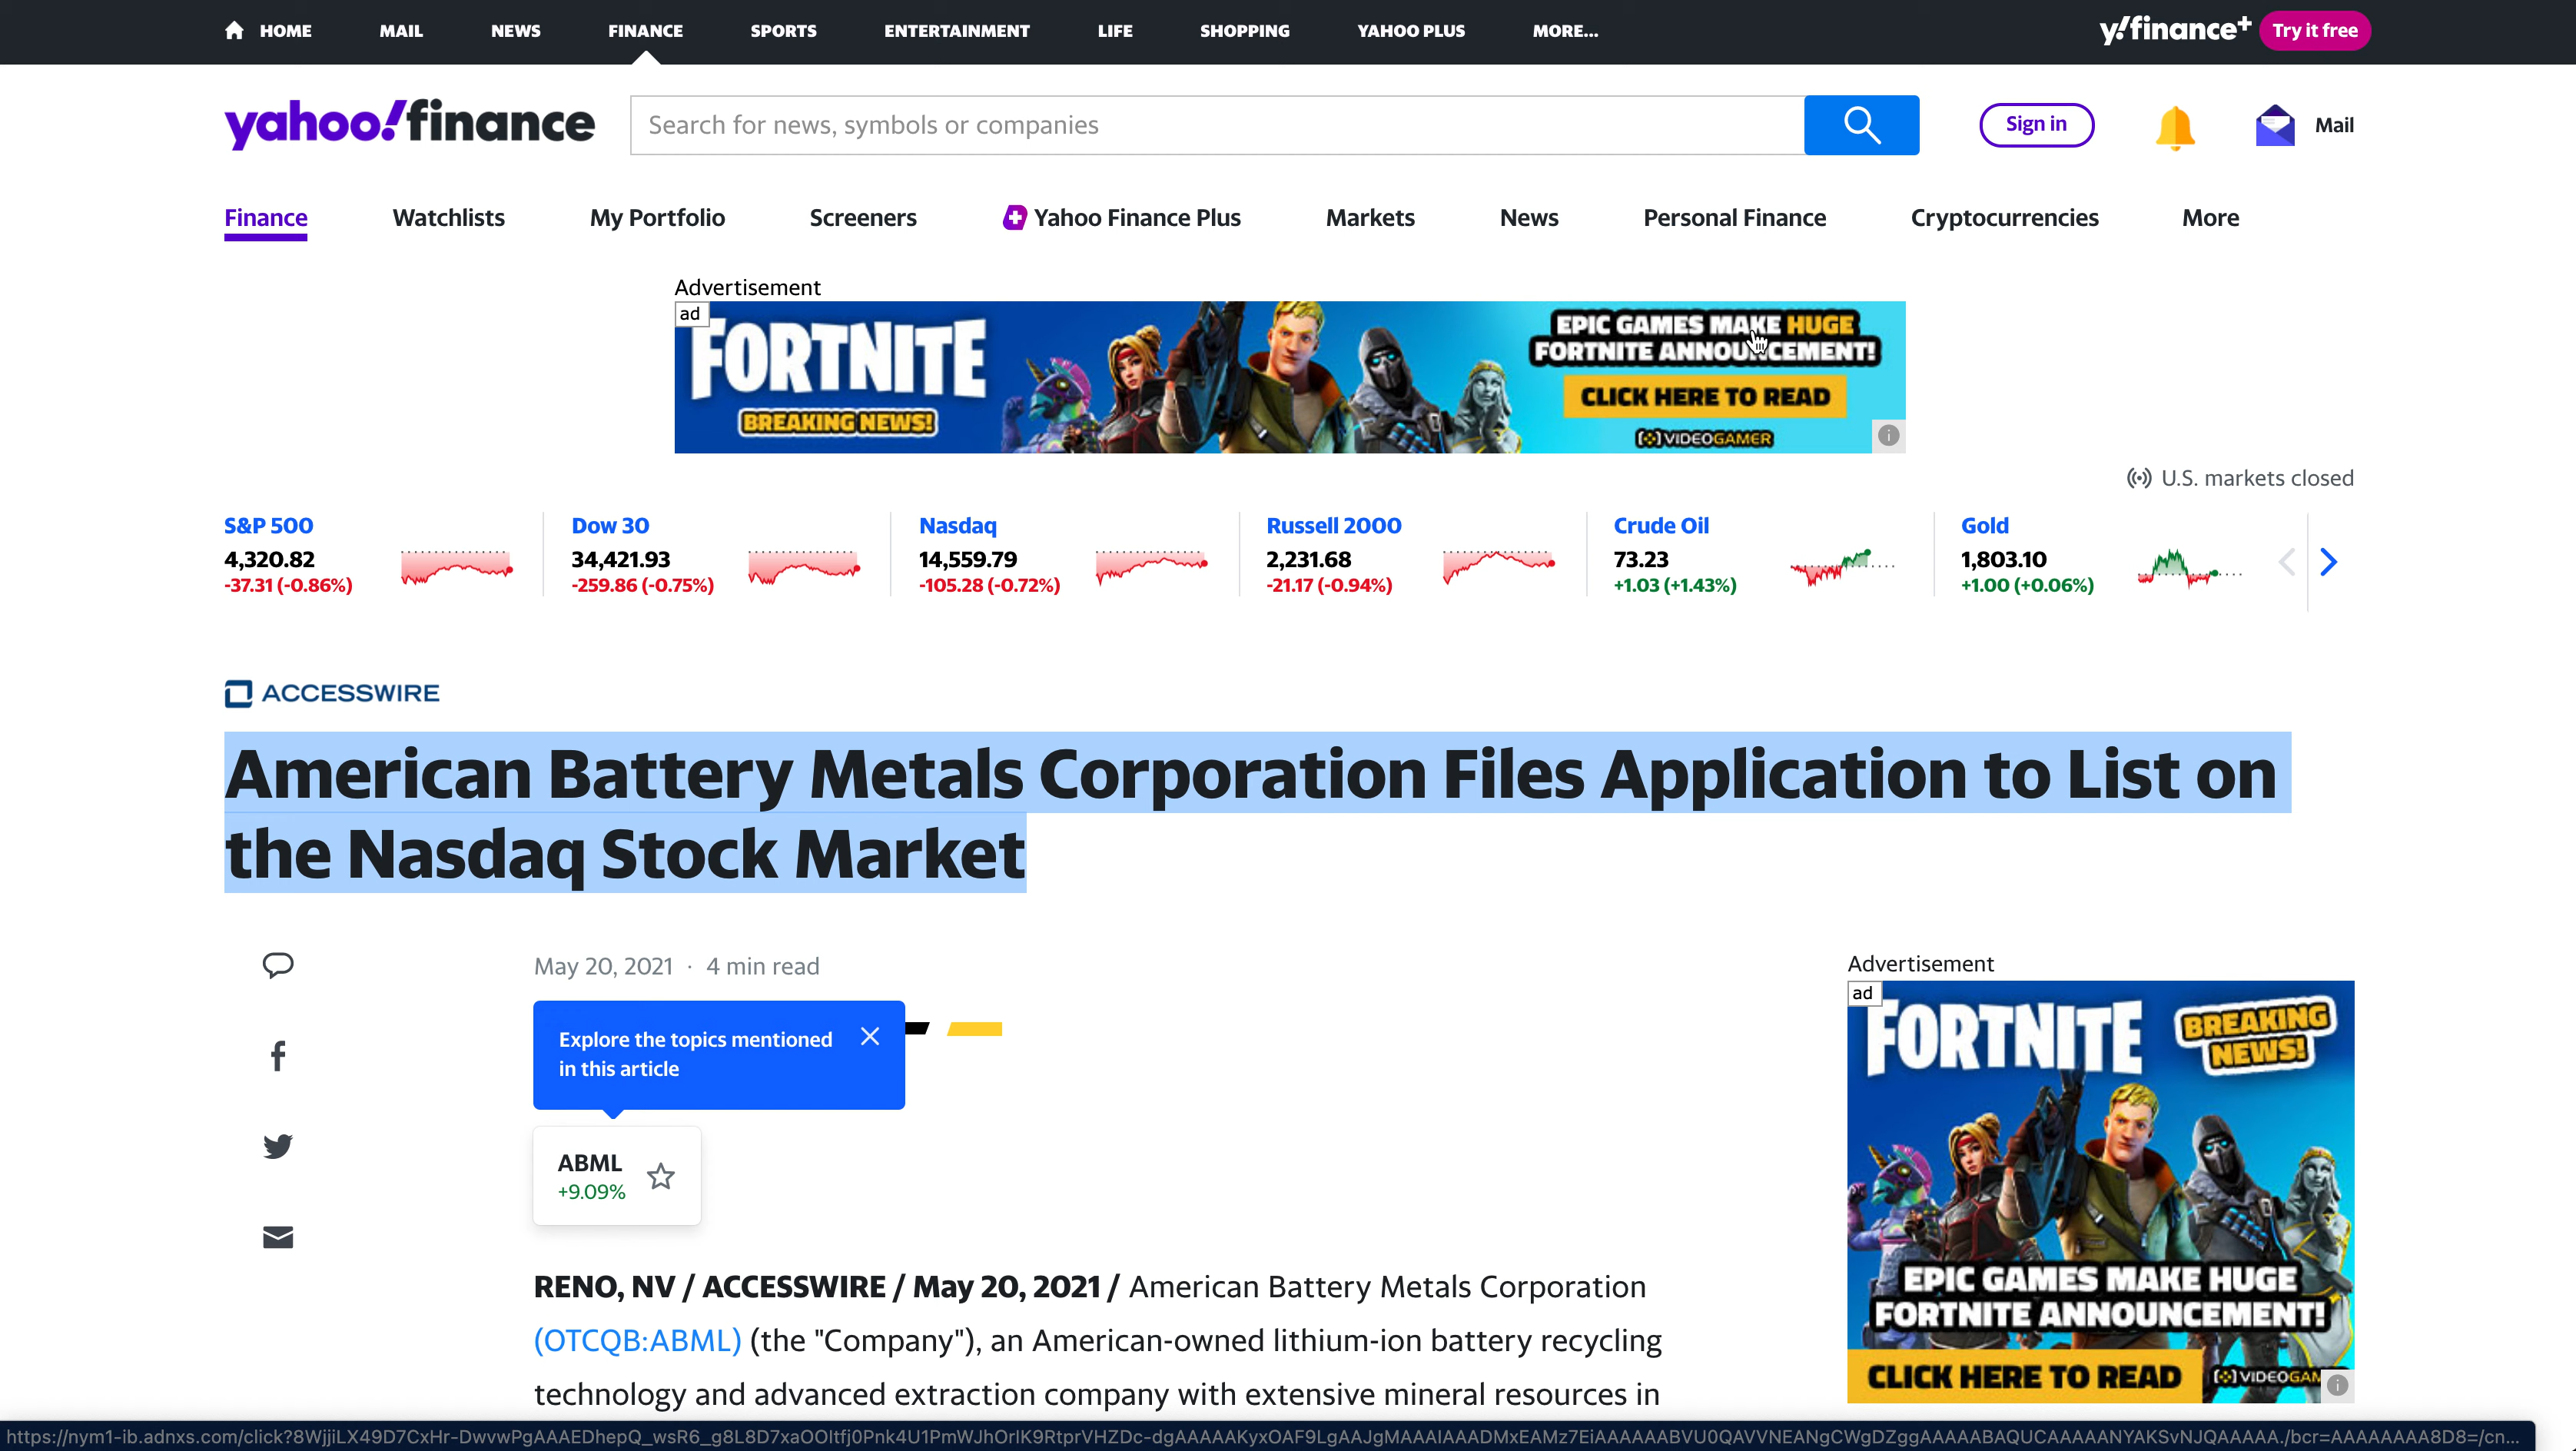 HOME MAIL NEWS FINANCE SPORTS ENTERTAINMENT LIFE SHOPPING YAHOO PLUS MORE... y!finance+ Try it free
yahoo!finance Search for news, symbols or companies Sign in Mail
Finance Watchlists My Portfolio Screeners Yahoo Finance Plus Markets News Personal Finance Cryptocurrencies More
Advertisement
ad
FORTNITE
BREAKING NEWS!
EPIC GAMES MAKE HUGE
FORTNITE ANNOUNCEMENT!
CLICK HERE TO READ
VIDEOGAMER
U.S. markets closed
S&P 500
4,320.82
-37.31 (-0.86%)
Dow 30
34,421.93
-259.86 (-0.75%)
Nasdaq
14,559.79
-105.28 (-0.72%)
Russell 2000
2,231.68
-21.17 (-0.94%)
Crude Oil
73.23
+1.03 (+1.43%)
Gold
1,803.10
+1.00 (+0.06%)
ACCESSWIRE
American Battery Metals Corporation Files Application to List on
the Nasdaq Stock Market
May 20, 2021 · 4 min read
Explore the topics mentioned
in this article
ABML
+9.09%
RENO, NV / ACCESSWIRE / May 20, 2021 / American Battery Metals Corporation
(OTCQB:ABML) (the "Company"), an American-owned lithium-ion battery recycling
technology and advanced extraction company with extensive mineral resources in
Advertisement
ad
FORTNITE
BREAKING
NEWS!
EPIC GAMES MAKE HUGE
FORTNITE ANNOUNCEMENT!
CLICK HERE TO READ